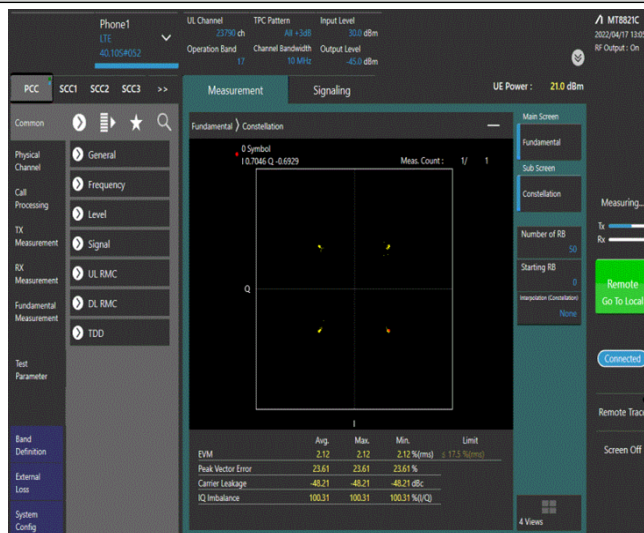 Phone1
LTE
40.10S#052
UL Channel
23790 ch
TPC Pattern
All +3dB
Input Level
30.0 dBm
Operation Band
17
Channel Bandwidth
10 MHz
Output Level
-45.0 dBm
MT8821C
2022/04/17 13:05
RF Output : On
PCC
SCC1
SCC2
SCC3
>>
Measurement
Signaling
UE Power : 21.0 dBm
Common
Physical
Channel
Call
Processing
TX
Measurement
RX
Measurement
Fundamental
Measurement
Test
Parameter
Band
Definition
External
Loss
System
Config
General
Frequency
Level
Signal
UL RMC
DL RMC
TDD
Fundamental
Constellation
0 Symbol
I 0.7046 Q -0.6929
Meas. Count : 1/ 1
Q
I
Avg. Max. Min. Limit
EVM 2.12 2.12 2.12 %(rms) ≤ 17.5 %(rms)
Peak Vector Error 23.61 23.61 23.61 %
Carrier Leakage -48.21 -48.21 -48.21 dBc
IQ Imbalance 100.31 100.31 100.31 %(I/Q)
Main Screen
Fundamental
Sub Screen
Constellation
Number of RB
50
Starting RB
0
Interpolation (Constellation)
None
4 Views
Measuring...
Tx
Rx
Remote
Go To Local
Connected
Remote Trace
Screen Off